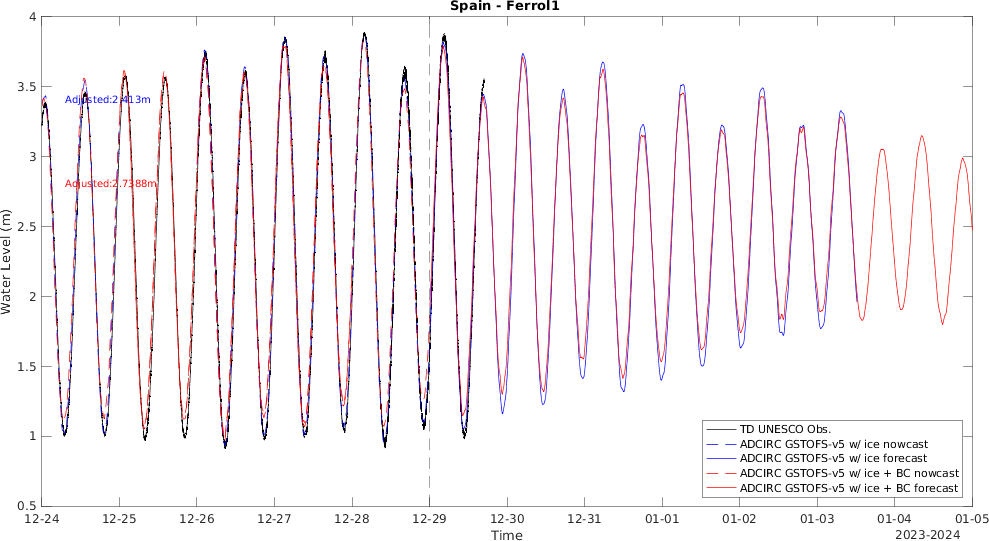 Spain - Ferrol1
4
3.5
3
2.5
2
1.5
1
0.5
Water Level (m)
Adjusted:2.413m
Adjusted:2.7388m
TD UNESCO Obs.
ADCIRC GSTOFS-v5 w/ ice nowcast
ADCIRC GSTOFS-v5 w/ ice forecast
ADCIRC GSTOFS-v5 w/ ice + BC nowcast
ADCIRC GSTOFS-v5 w/ ice + BC forecast
12-24 12-25 12-26 12-27 12-28 12-29 12-30 12-31 01-01 01-02 01-03 01-04 01-05
Time
2023-2024